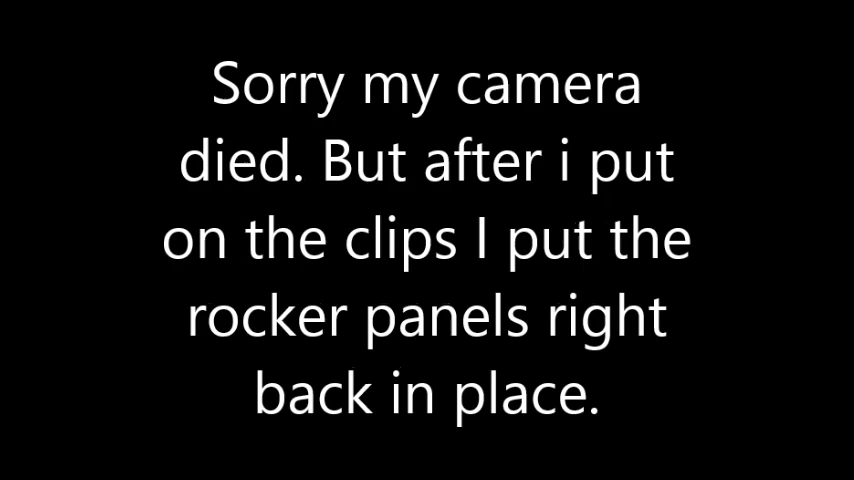 Sorry my camera
died. But after i put
on the clips I put the
rocker panels right
back in place.